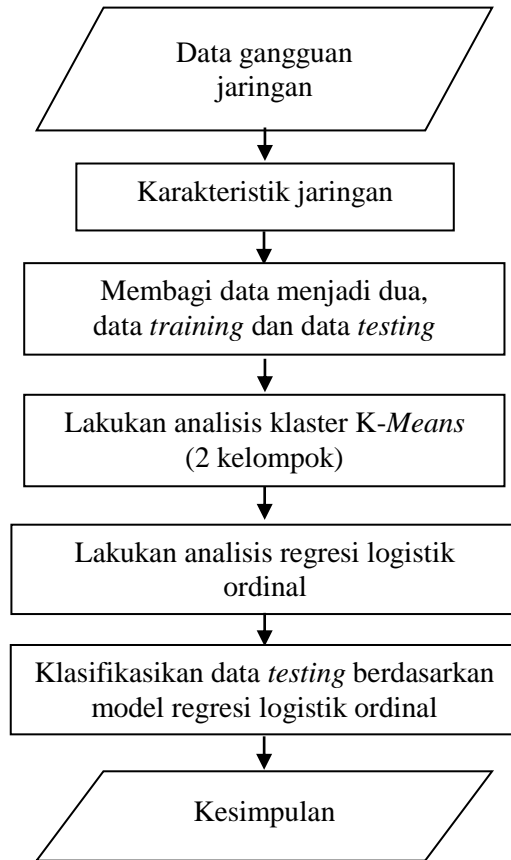 Data gangguan
jaringan
Karakteristik jaringan
Membagi data menjadi dua,
data training dan data testing
Lakukan analisis klaster K-Means
(2 kelompok)
Lakukan analisis regresi logistik
ordinal
Klasifikasikan data testing berdasarkan
model regresi logistik ordinal
Kesimpulan